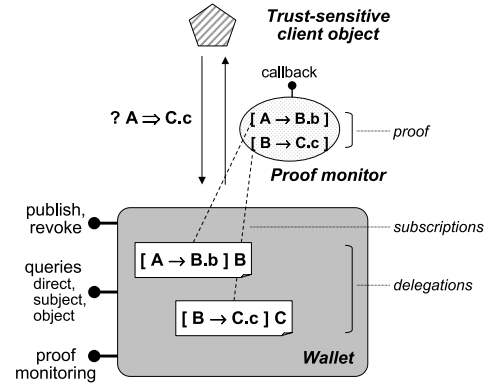 Trust-sensitive
client object
callback
? A ⇒ C.c
[ A → B.b ]
[ B → C.c ]
proof
Proof monitor
publish,
revoke
subscriptions
[ A → B.b ] B
queries
direct,
subject,
object
delegations
[ B → C.c ] C
proof
monitoring
Wallet